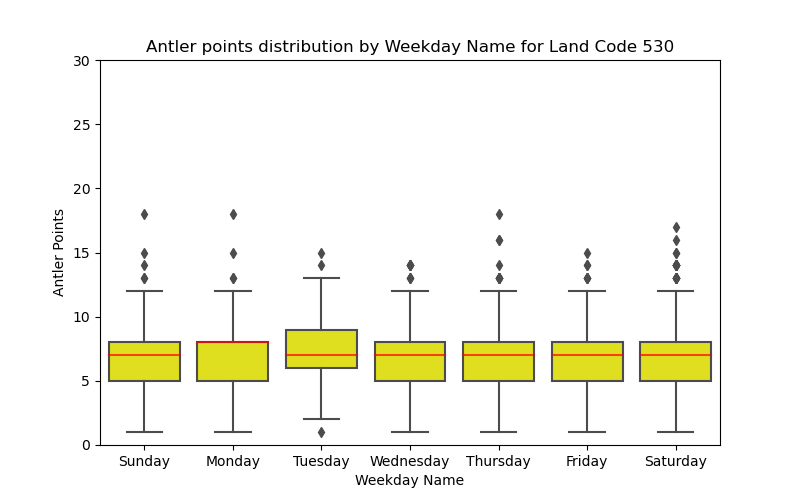 Antler points distribution by Weekday Name for Land Code 530
30
25
20
15
10
5
0
Antler Points
Sunday Monday Tuesday Wednesday Thursday Friday Saturday
Weekday Name